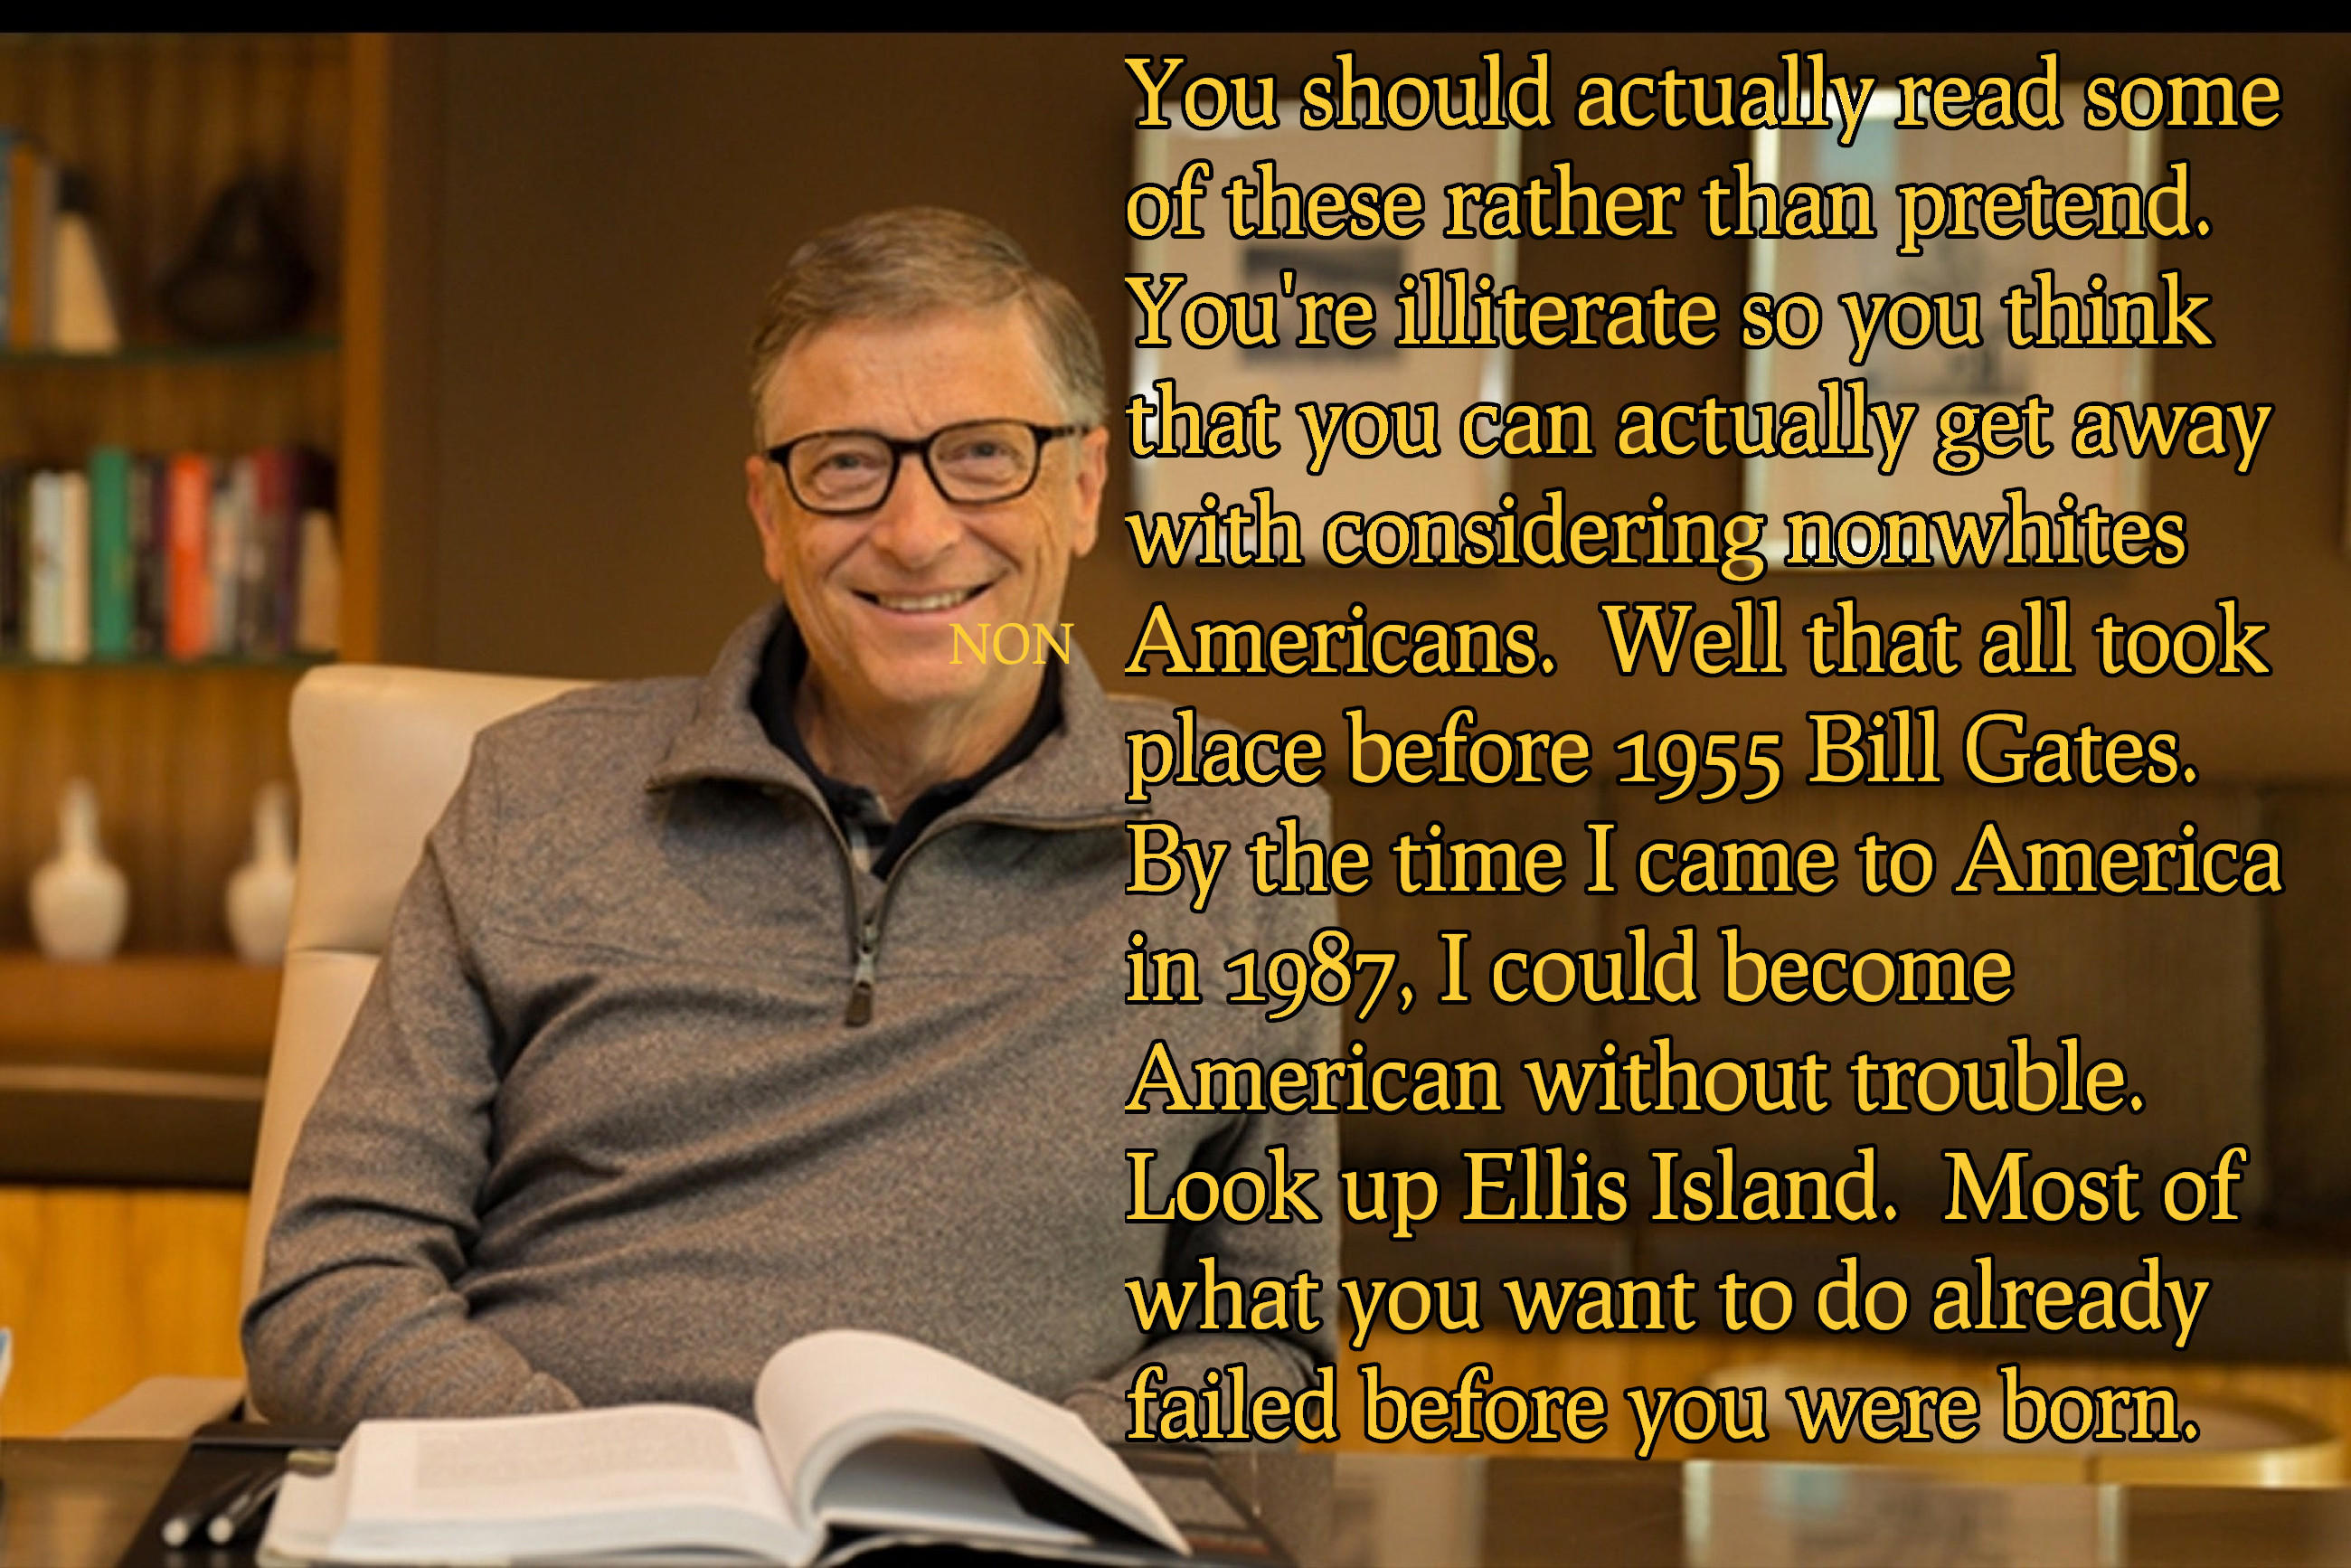 You should actually read some
of these rather than pretend.
You're illiterate so you think
that you can actually get away
with considering nonwhites
NON
Americans.  Well that all took
place before 1955 Bill Gates.
By the time I came to America
in 1987, I could become
American without trouble.
Look up Ellis Island.  Most of
what you want to do already
failed before you were born.